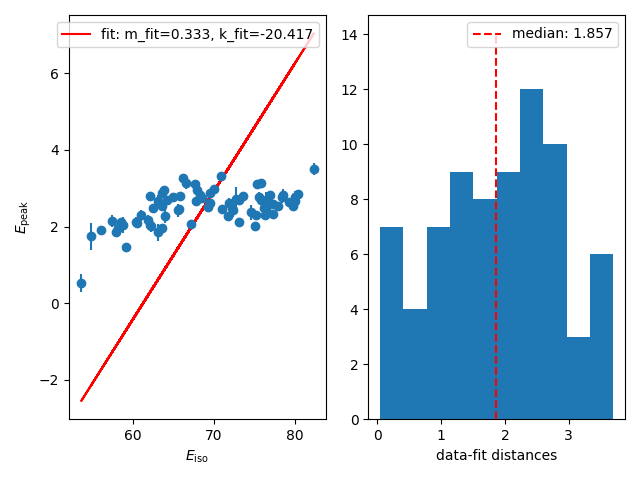 fit: m_fit=0.333, k_fit=-20.417
6
4
2
0
−2
E_peak
60 70 80
E_iso
median: 1.857
14
12
10
8
6
4
2
0
0 1 2 3
data-fit distances